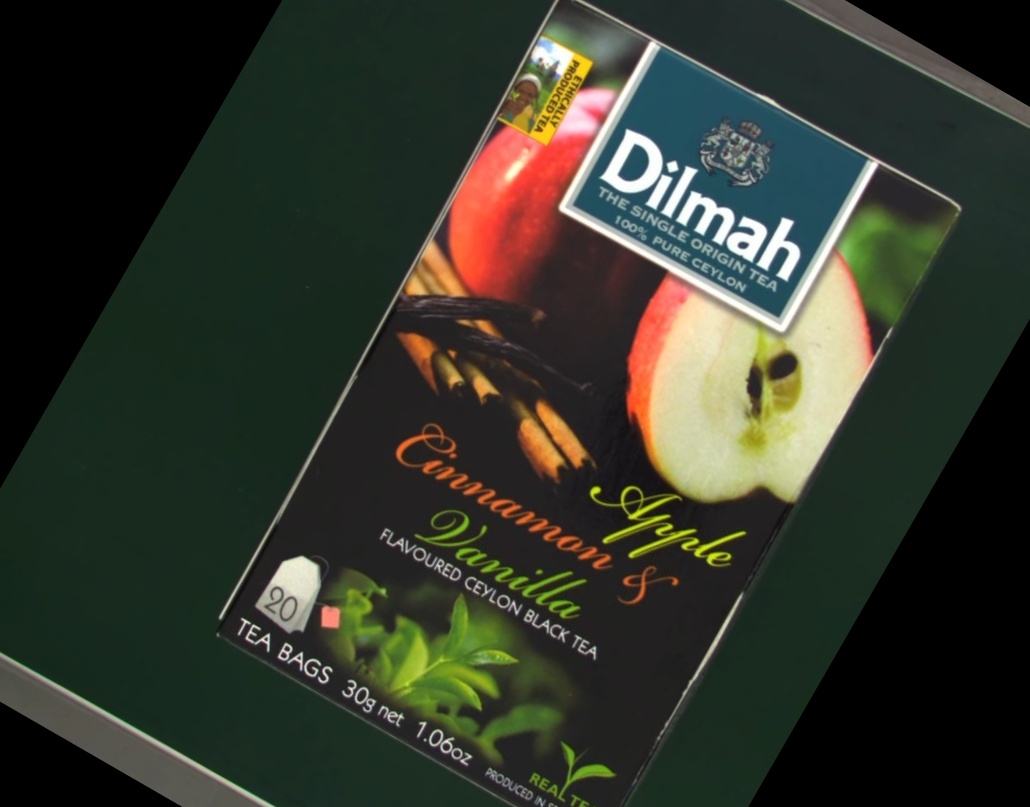 ETHICALLY
PRODUCED TEA
Dilmah
THE SINGLE ORIGIN TEA
100% PURE CEYLON
Apple
Cinnamon &
Vanilla
FLAVOURED CEYLON BLACK TEA
20
TEA BAGS 30g net 1.06oz
REAL
PRODUCED IN